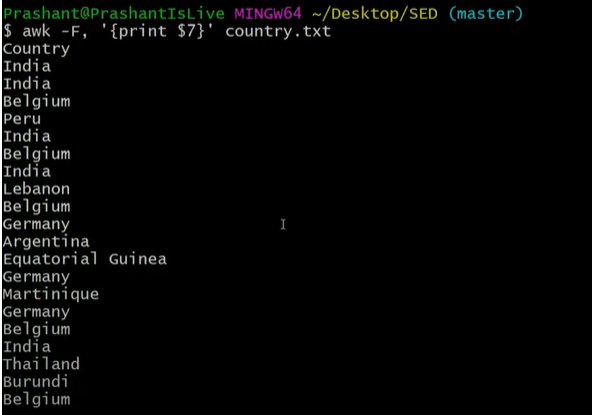 Prashant@PrashantIsLive MINGW64 ~/Desktop/SED (master)
$ awk -F, '{print $7}' country.txt
Country
India
India
Belgium
Peru
India
Belgium
India
Lebanon
Belgium
Germany
Argentina
Equatorial Guinea
Germany
Martinique
Germany
Belgium
India
Thailand
Burundi
Belgium